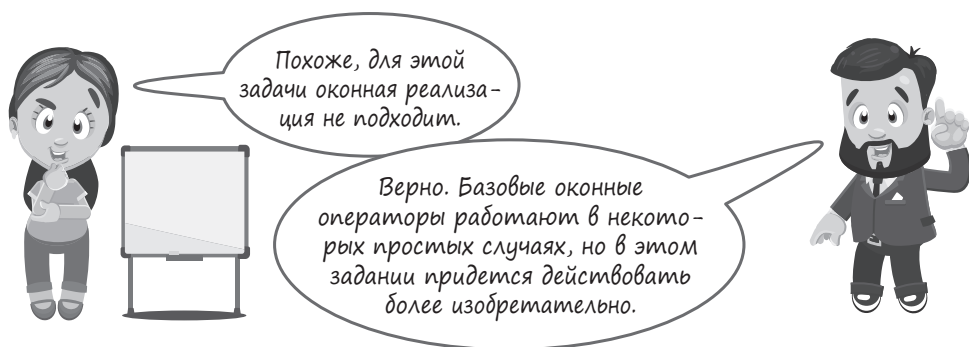 Похоже, для этой
задачи оконная реализа-
ция не подходит.
Верно. Базовые оконные
операторы работают в некото-
рых простых случаях, но в этом
задании придется действовать
более изобретательно.